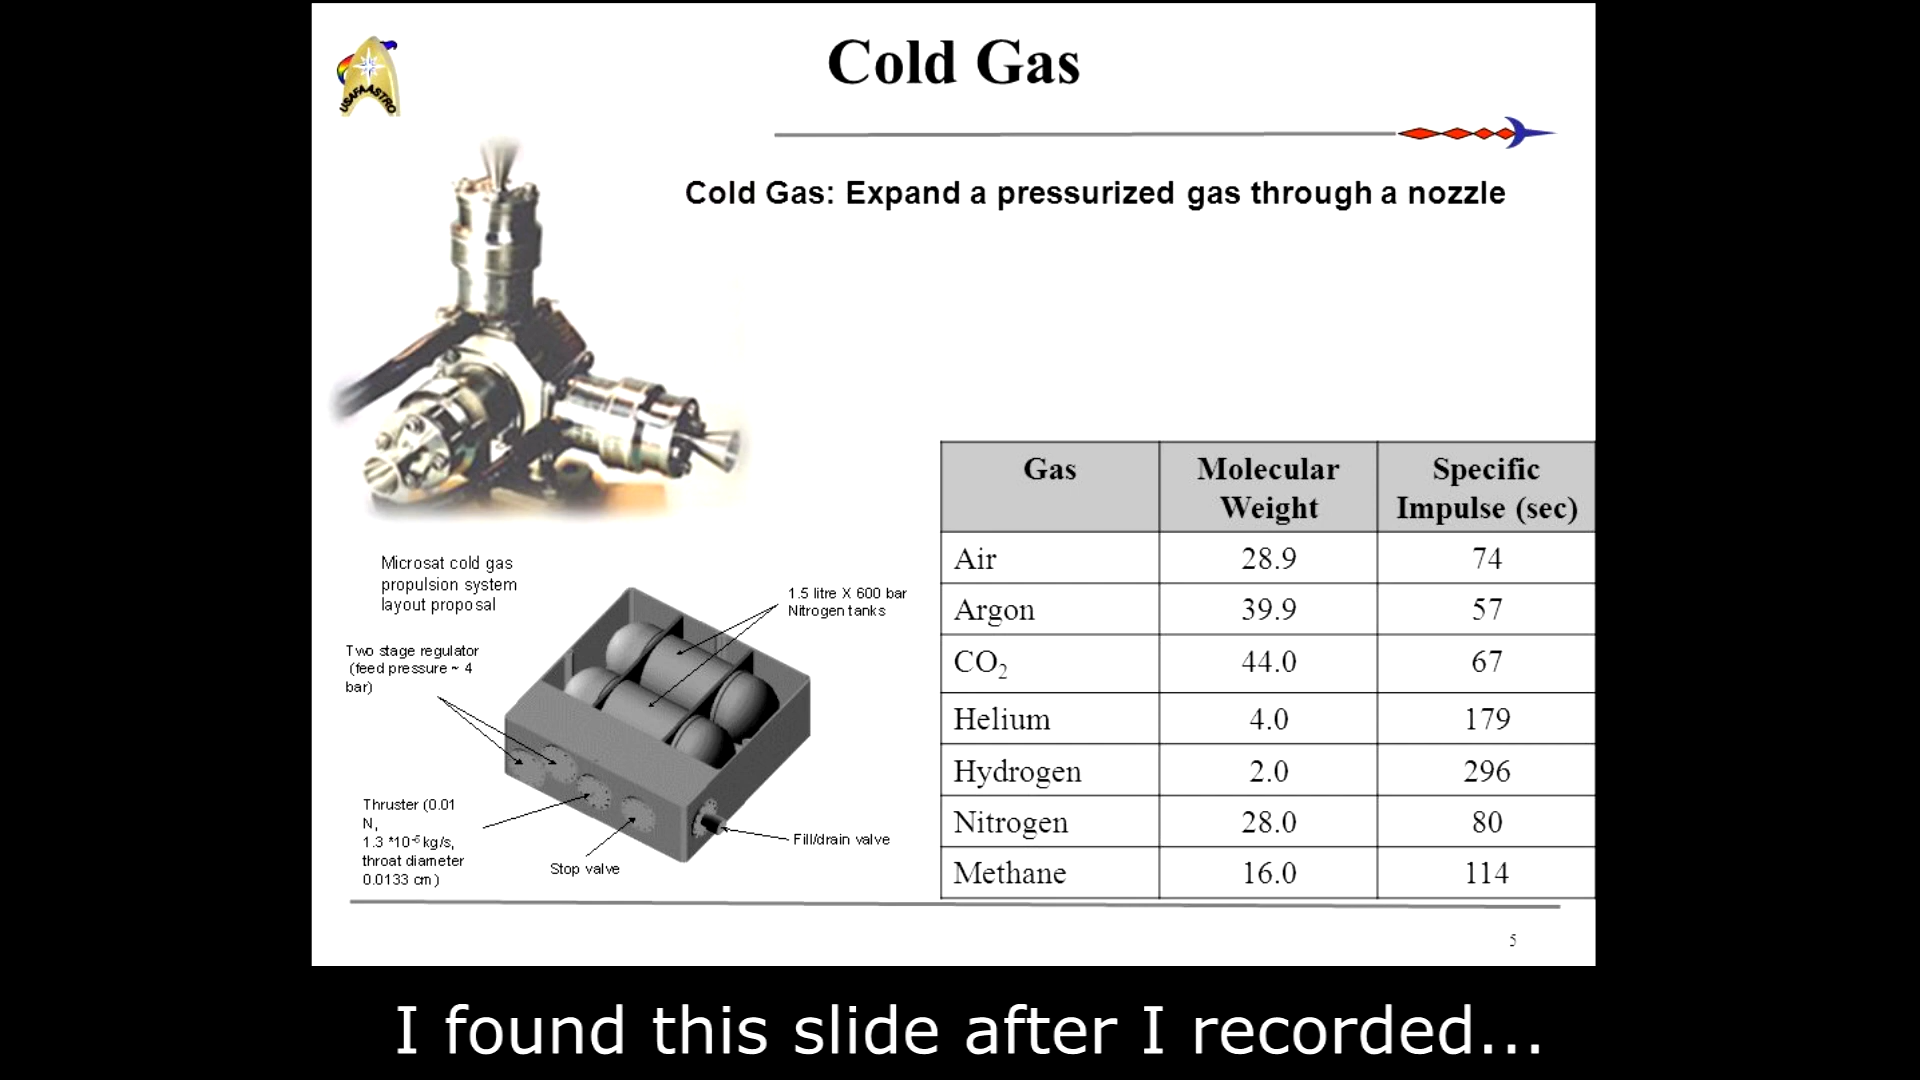 Cold Gas
USAFA ASTRO
Cold Gas: Expand a pressurized gas through a nozzle
Gas Molecular Weight Specific Impulse (sec)
Air 28.9 74
Argon 39.9 57
CO₂ 44.0 67
Helium 4.0 179
Hydrogen 2.0 296
Nitrogen 28.0 80
Methane 16.0 114
Microsat cold gas
propulsion system
layout proposal
1.5 litre X 600 bar
Nitrogen tanks
Two stage regulator
(feed pressure ~ 4
bar)
Thruster (0.01
N,
1.3 *10⁻⁵ kg/s,
throat diameter
0.0133 cm)
Stop valve
Fill/drain valve
5
I found this slide after I recorded...